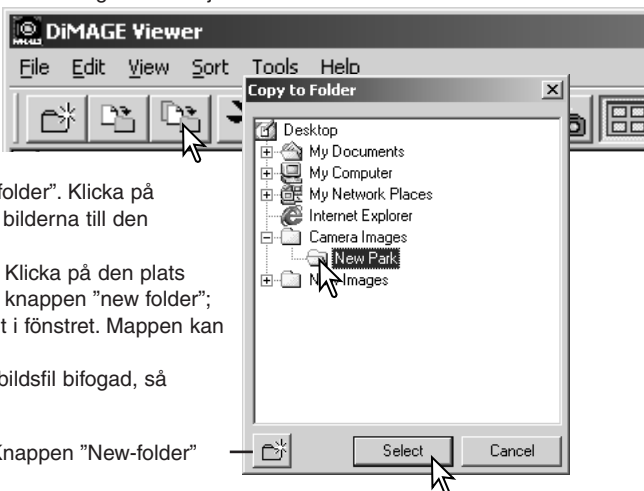 DiMAGE Viewer
File Edit View Sort Tools Help
Copy to Folder
Desktop
My Documents
My Computer
My Network Places
Internet Explorer
Camera Images
New Park
Images
Select
Cancel
folder". Klicka på
bilderna till den
Klicka på den plats
knappen "new folder";
t i fönstret. Mappen kan
bildsfil bifogad, så
Knappen "New-folder"